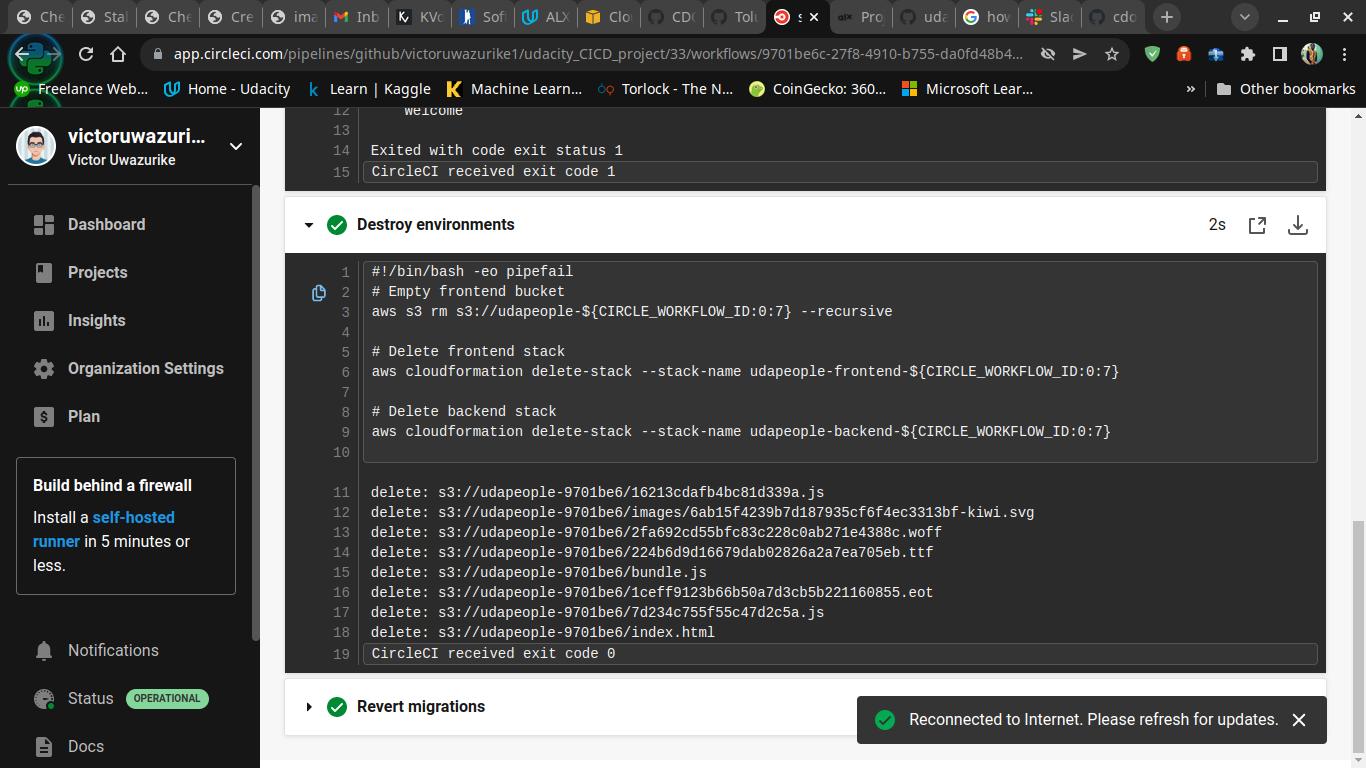 Che
Stat
Che
Cre
ima
Inb
KVc
Sof
ALX
Clo
CDC
Tolu
s
Pro
uda
how
Slac
cdo
app.circleci.com/pipelines/github/victoruwazurike1/udacity_CICD_project/33/workflows/9701be6c-27f8-4910-b755-da0fd48b4...
Freelance Web...
Home - Udacity
Learn | Kaggle
Machine Learn...
Torlock - The N...
CoinGecko: 360...
Microsoft Lear...
»
Other bookmarks
victoruwazuri...
Victor Uwazurike
Dashboard
Projects
Insights
Organization Settings
Plan
Build behind a firewall
Install a self-hosted
runner in 5 minutes or
less.
Notifications
Status OPERATIONAL
Docs
12 Welcome
13
14 Exited with code exit status 1
15 CircleCI received exit code 1
Destroy environments 2s
1 #!/bin/bash -eo pipefail
2 # Empty frontend bucket
3 aws s3 rm s3://udapeople-${CIRCLE_WORKFLOW_ID:0:7} --recursive
4
5 # Delete frontend stack
6 aws cloudformation delete-stack --stack-name udapeople-frontend-${CIRCLE_WORKFLOW_ID:0:7}
7
8 # Delete backend stack
9 aws cloudformation delete-stack --stack-name udapeople-backend-${CIRCLE_WORKFLOW_ID:0:7}
10
11 delete: s3://udapeople-9701be6/16213cdafb4bc81d339a.js
12 delete: s3://udapeople-9701be6/images/6ab15f4239b7d187935cf6f4ec3313bf-kiwi.svg
13 delete: s3://udapeople-9701be6/2fa692cd55bfc83c228c0ab271e4388c.woff
14 delete: s3://udapeople-9701be6/224b6d9d16679dab02826a2a7ea705eb.ttf
15 delete: s3://udapeople-9701be6/bundle.js
16 delete: s3://udapeople-9701be6/1ceff9123b66b50a7d3cb5b221160855.eot
17 delete: s3://udapeople-9701be6/7d234c755f55c47d2c5a.js
18 delete: s3://udapeople-9701be6/index.html
19 CircleCI received exit code 0
Revert migrations
Reconnected to Internet. Please refresh for updates.